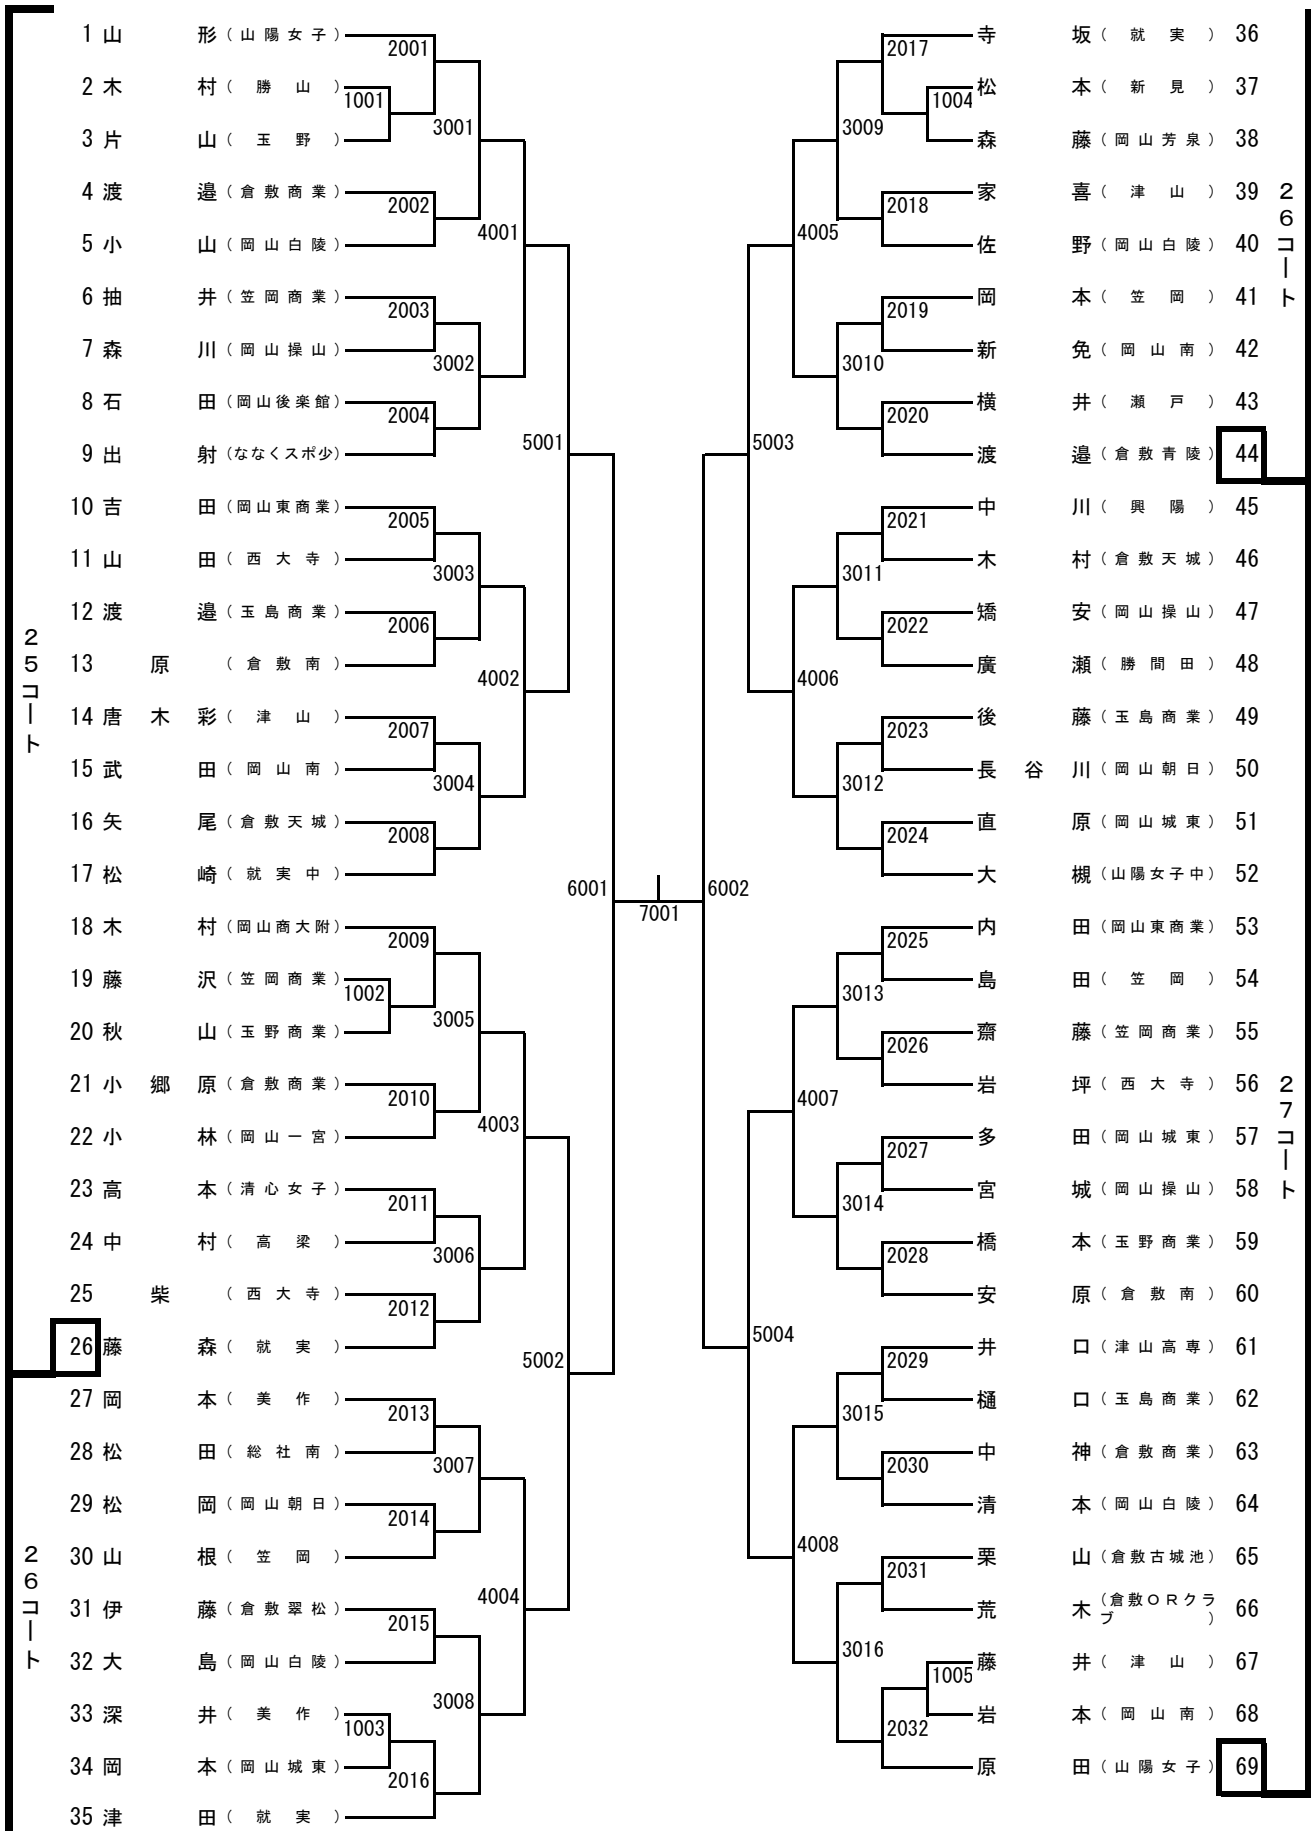 1 山 形 （山陽女子）
2 木 村 （勝山）
3 片 山 （玉野）
4 渡 邉 （倉敷商業）
5 小 山 （岡山白陵）
6 抽 井 （笠岡商業）
7 森 川 （岡山操山）
8 石 田 （岡山後楽館）
9 出 射 （ななくスポ少）
10 吉 田 （岡山東商業）
11 山 田 （西大寺）
12 渡 邉 （玉島商業）
13 原 （倉敷南）
14 唐 木 彩 （津山）
15 武 田 （岡山南）
16 矢 尾 （倉敷天城）
17 松 崎 （就実中）
18 木 村 （岡山商大附）
19 藤 沢 （笠岡商業）
20 秋 山 （玉野商業）
21 小 郷 原 （倉敷商業）
22 小 林 （岡山一宮）
23 高 本 （清心女子）
24 中 村 （高梁）
25 柴 （西大寺）
26 藤 森 （就実）
27 岡 本 （美作）
28 松 田 （総社南）
29 松 岡 （岡山朝日）
30 山 根 （笠岡）
31 伊 藤 （倉敷翠松）
32 大 島 （岡山白陵）
33 深 井 （美作）
34 岡 本 （岡山城東）
35 津 田 （就実）
25コート
26コート
1001
1002
1003
2001
2002
2003
2004
2005
2006
2007
2008
2009
2010
2011
2012
2013
2014
2015
2016
3001
3002
3003
3004
3005
3006
3007
3008
4001
4002
4003
4004
5001
5002
6001
7001
6002
5003
5004
4005
4006
4007
4008
3009
3010
3011
3012
3013
3014
3015
3016
2017
2018
2019
2020
2021
2022
2023
2024
2025
2026
2027
2028
2029
2030
2031
2032
1004
1005
寺 坂 （就実） 36
松 本 （新見） 37
森 藤 （岡山芳泉） 38
家 喜 （津山） 39
佐 野 （岡山白陵） 40
岡 本 （笠岡） 41
新 免 （岡山南） 42
横 井 （瀬戸） 43
渡 邉 （倉敷青陵） 44
中 川 （興陽） 45
木 村 （倉敷天城） 46
矯 安 （岡山操山） 47
廣 瀬 （勝間田） 48
後 藤 （玉島商業） 49
長 谷 川 （岡山朝日） 50
直 原 （岡山城東） 51
大 槻 （山陽女子中） 52
内 田 （岡山東商業） 53
島 田 （笠岡） 54
齋 藤 （笠岡商業） 55
岩 坪 （西大寺） 56
多 田 （岡山城東） 57
宮 城 （岡山操山） 58
橋 本 （玉野商業） 59
安 原 （倉敷南） 60
井 口 （津山高専） 61
樋 口 （玉島商業） 62
中 神 （倉敷商業） 63
清 本 （岡山白陵） 64
栗 山 （倉敷古城池） 65
荒 木 （倉敷ＯＲクラ
ブ） 66
藤 井 （津山） 67
岩 本 （岡山南） 68
原 田 （山陽女子） 69
26コート
27コート